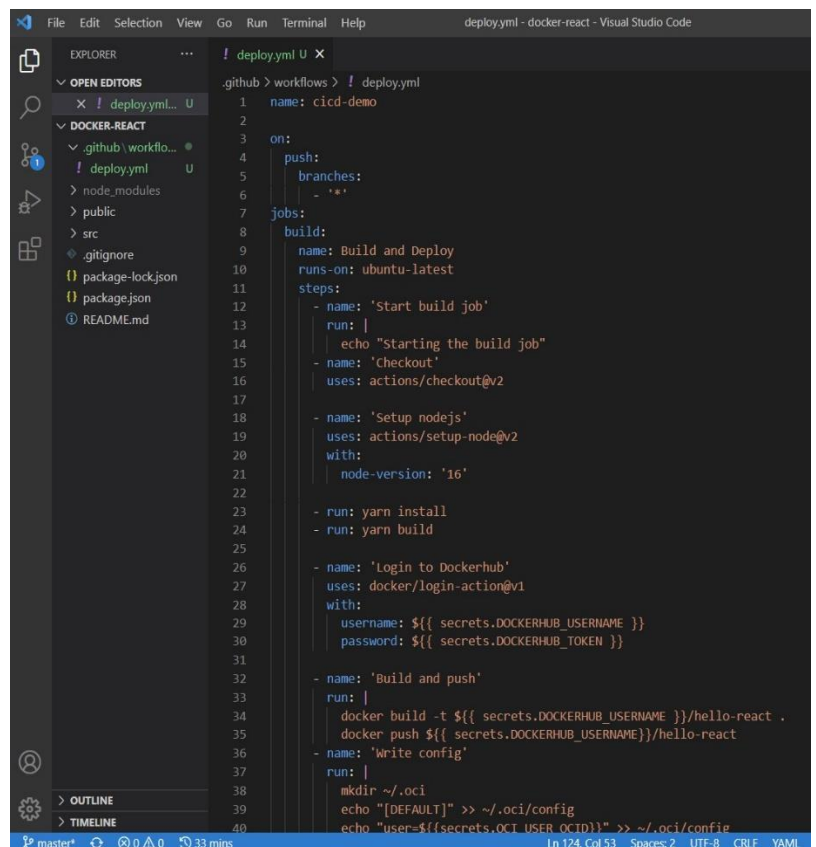 File Edit Selection View Go Run Terminal Help deploy.yml - docker-react - Visual Studio Code
EXPLORER ...
OPEN EDITORS
deploy.yml... U
DOCKER-REACT
.github\workflo...
! deploy.yml U
node_modules
public
src
.gitignore
{} package-lock.json
{} package.json
README.md
OUTLINE
TIMELINE
1
! deploy.yml U X
.github > workflows > ! deploy.yml
1 name: cicd-demo
2
3 on:
4 push:
5 branches:
6 - '*'
7 jobs:
8 build:
9 name: Build and Deploy
10 runs-on: ubuntu-latest
11 steps:
12 - name: 'Start build job'
13 run: |
14 echo "Starting the build job"
15 - name: 'Checkout'
16 uses: actions/checkout@v2
17
18 - name: 'Setup nodejs'
19 uses: actions/setup-node@v2
20 with:
21 node-version: '16'
22
23 - run: yarn install
24 - run: yarn build
25
26 - name: 'Login to Dockerhub'
27 uses: docker/login-action@v1
28 with:
29 username: ${{ secrets.DOCKERHUB_USERNAME }}
30 password: ${{ secrets.DOCKERHUB_TOKEN }}
31
32 - name: 'Build and push'
33 run: |
34 docker build -t ${{ secrets.DOCKERHUB_USERNAME }}/hello-react .
35 docker push ${{ secrets.DOCKERHUB_USERNAME}}/hello-react
36 - name: 'Write config'
37 run: |
38 mkdir ~/.oci
39 echo "[DEFAULT]" >> ~/.oci/config
40 echo "user=${{secrets.OCI_USER_OCID}}" >> ~/.oci/config
master* 0 0 33 mins Ln 124, Col 53 Spaces: 2 UTF-8 CRLF YAML